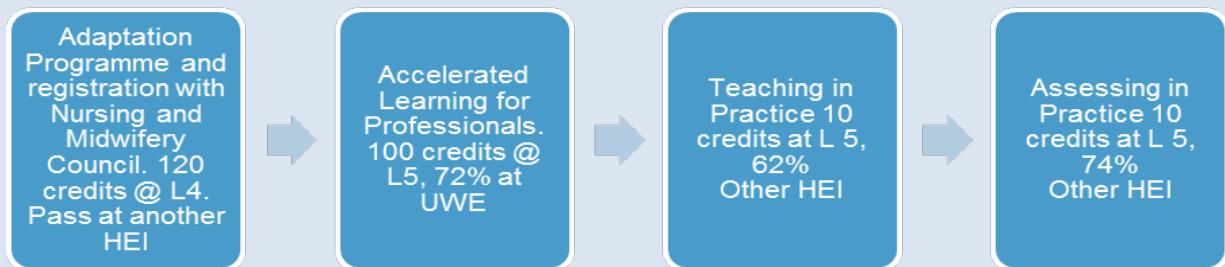 Adaptation
Programme and
registration with
Nursing and
Midwifery
Council. 120
credits @ L4.
Pass at another
HEI
Accelerated
Learning for
Professionals.
100 credits @
L5, 72% at
UWE
Teaching in
Practice 10
credits at L 5,
62%
Other HEI
Assessing in
Practice 10
credits at L 5,
74%
Other HEI